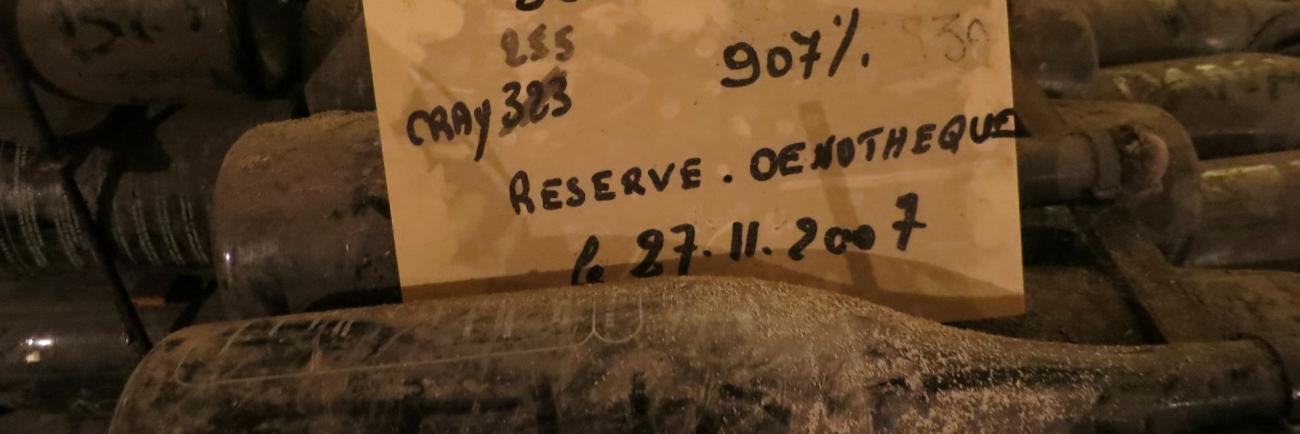 255
907%.
CRAY 323
RESERVE. OENOTHEQUE
le 27.11.2007